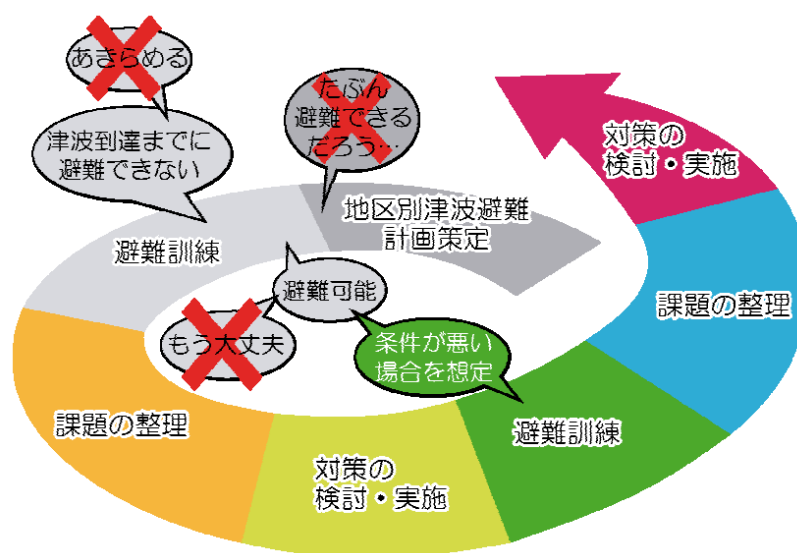 あきらめる
津波到達までに
避難できない
たぶん
避難できる
だろう…
地区別津波避難
計画策定
避難訓練
避難可能
もう大丈夫
条件が悪い
場合を想定
課題の整理
対策の
検討・実施
避難訓練
課題の整理
対策の
検討・実施